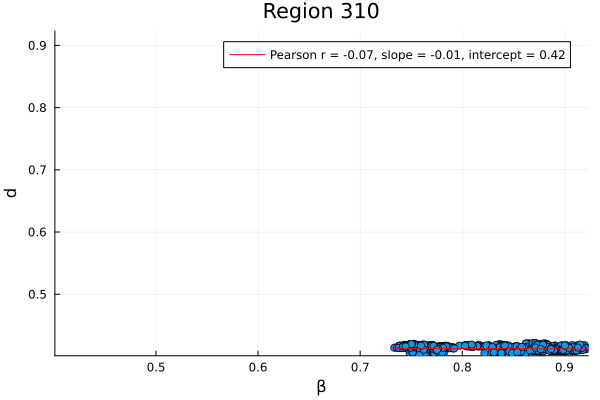 Region 310
Pearson r = -0.07, slope = -0.01, intercept = 0.42
0.9
0.8
0.7
0.6
0.5
d
0.5 0.6 0.7 0.8 0.9
β